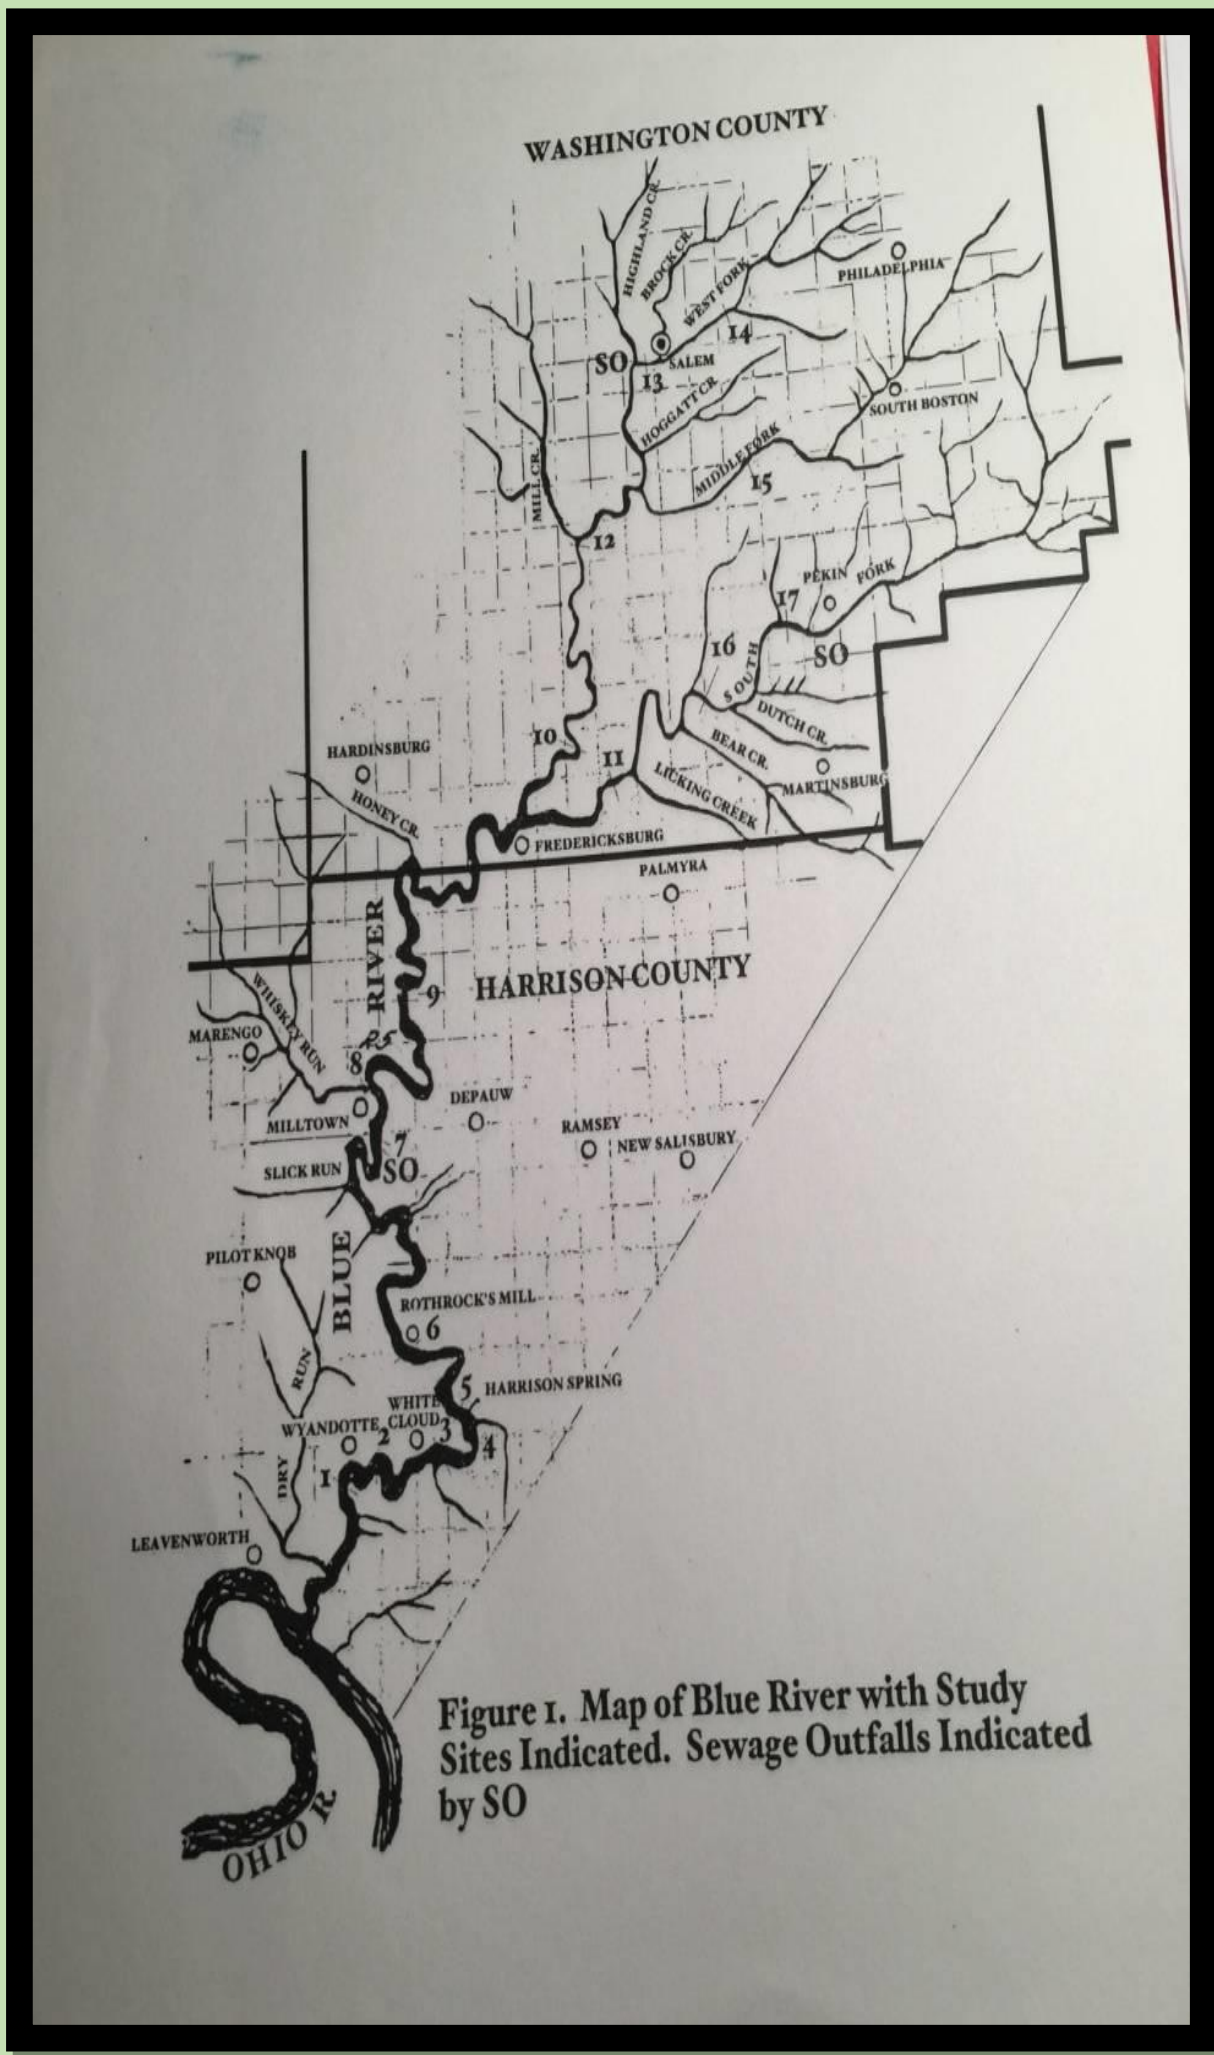 WASHINGTON COUNTY
HIGHLAND CR.
BROCK CR.
WEST FORK
PHILADELPHIA
14
SO
SALEM
13
HOGGATT CR
SOUTH BOSTON
MIDDLE FORK
15
MILL CR.
12
PEKIN FORK
17
16
SOUTH
SO
DUTCH CR.
10
BEAR CR.
11
HARDINSBURG
LICKING CREEK
MARTINSBURG
HONEY CR.
FREDERICKSBURG
PALMYRA
RIVER
HARRISON COUNTY
9
WHISKEY RUN
MARENGO
R5
8
DEPAUW
MILLTOWN
RAMSEY
7
NEW SALISBURY
SLICK RUN
SO
PILOT KNOB
BLUE
ROTHROCK'S MILL
6
RUN
5
HARRISON SPRING
WHITE
CLOUD
WYANDOTTE
2
3
4
1
DRY
LEAVENWORTH
OHIO R.
Figure 1. Map of Blue River with Study
Sites Indicated. Sewage Outfalls Indicated
by SO